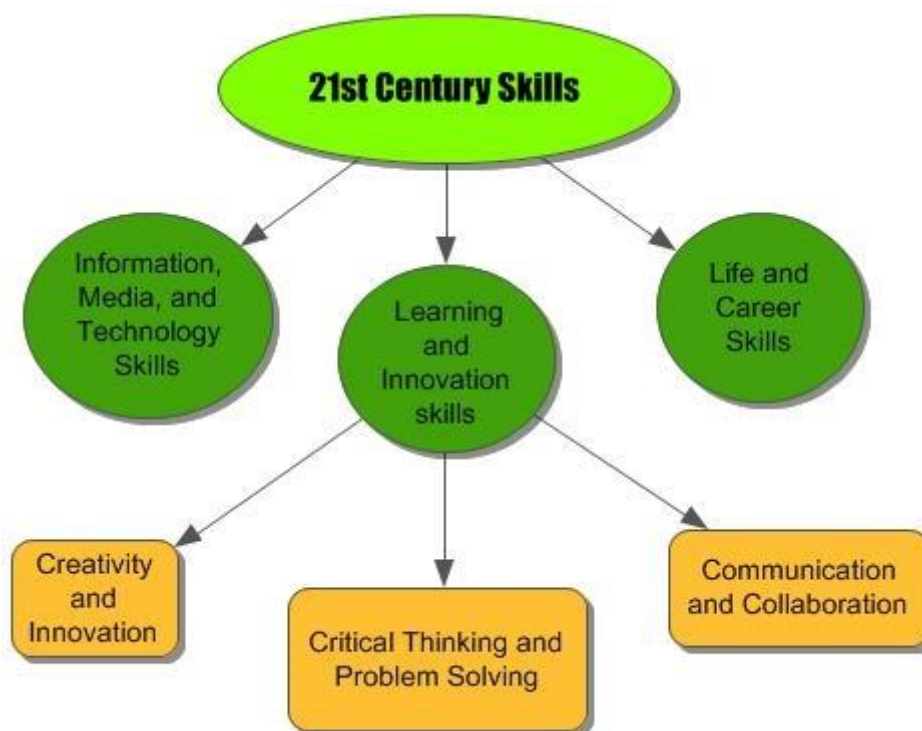 21st Century Skills
Information,
Media, and
Technology
Skills
Learning
and
Innovation
skills
Life and
Career
Skills
Creativity
and
Innovation
Critical Thinking and
Problem Solving
Communication
and Collaboration